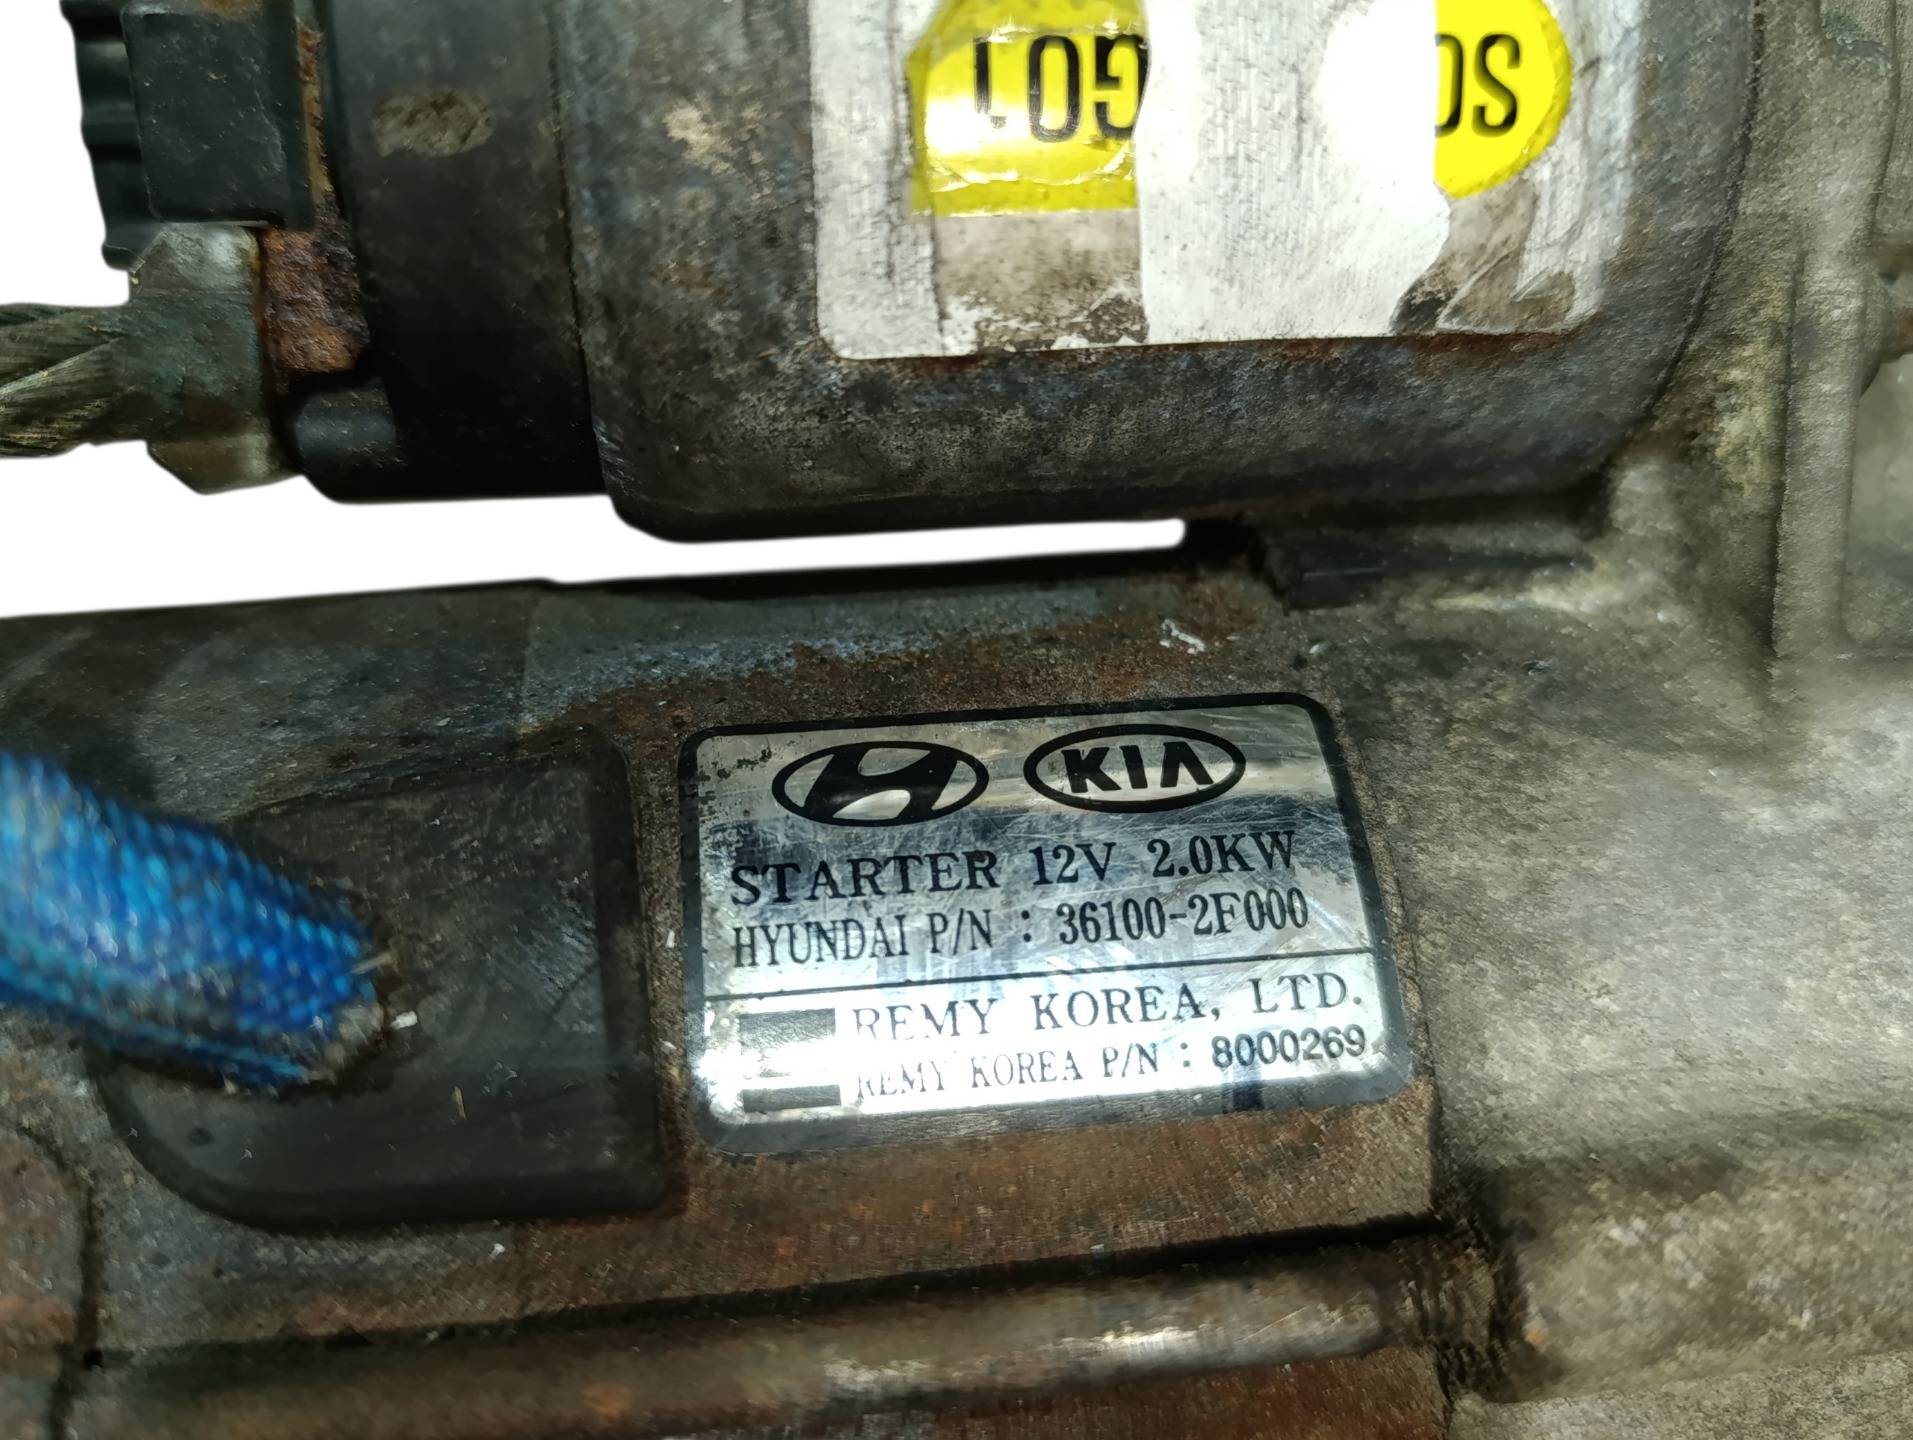 KIA
STARTER 12V 2.0KW
HYUNDAI P/N : 36100-2F000
REMY KOREA, LTD.
REMY KOREA P/N : 8000269